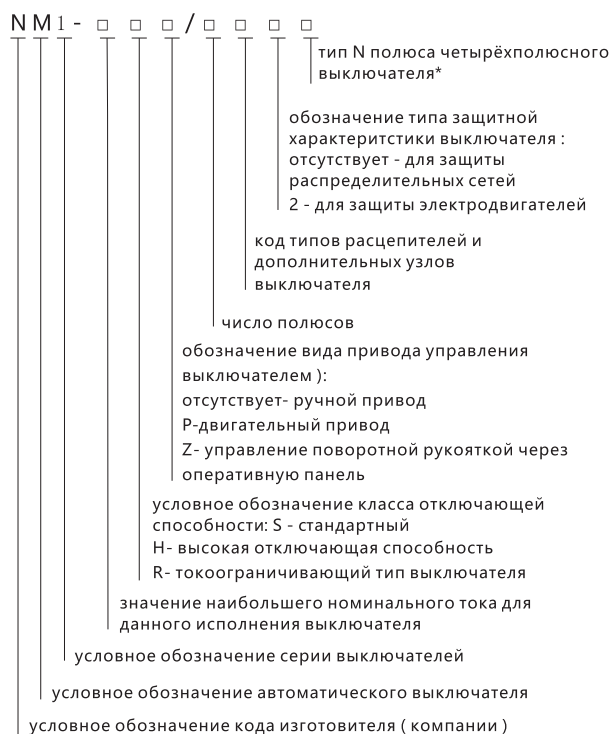 NM1-□□□/□□□□
тип N полюса четырёхполюсного
выключателя*
обозначение типа защитной
характеритстики выключателя :
отсутствует - для защиты
распределительных сетей
2 - для защиты электродвигателей
код типов расцепителей и
дополнительных узлов
выключателя
число полюсов
обозначение вида привода управления
выключателем ):
отсутствует- ручной привод
P-двигательный привод
Z- управление поворотной рукояткой через
оперативную панель
условное обозначение класса отключающей
способности: S - стандартный
H- высокая отключающая способность
R- токоограничивающий тип выключателя
значение наибольшего номинального тока для
данного исполнения выключателя
условное обозначение серии выключателей
условное обозначение автоматического выключателя
условное обозначение кода изготовителя ( компании )